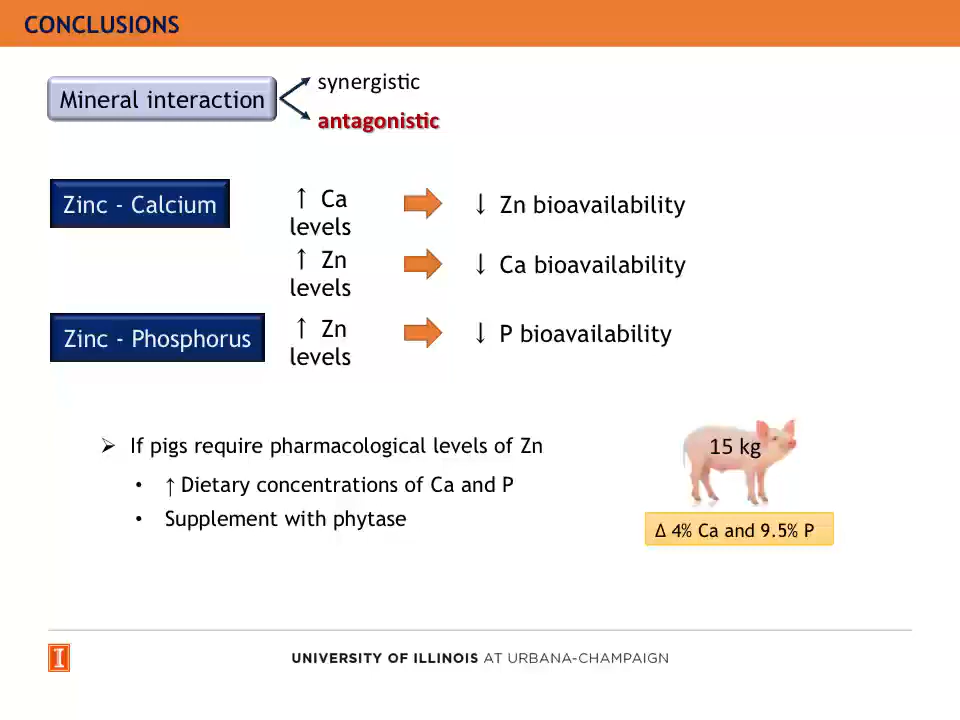 CONCLUSIONS
synergistic
Mineral interaction
antagonistic
Zinc - Calcium
↑ Ca
levels
↓ Zn bioavailability
↑ Zn
levels
↓ Ca bioavailability
Zinc - Phosphorus
↑ Zn
levels
↓ P bioavailability
➢ If pigs require pharmacological levels of Zn
• ↑ Dietary concentrations of Ca and P
• Supplement with phytase
15 kg
Δ 4% Ca and 9.5% P
I
UNIVERSITY OF ILLINOIS AT URBANA-CHAMPAIGN